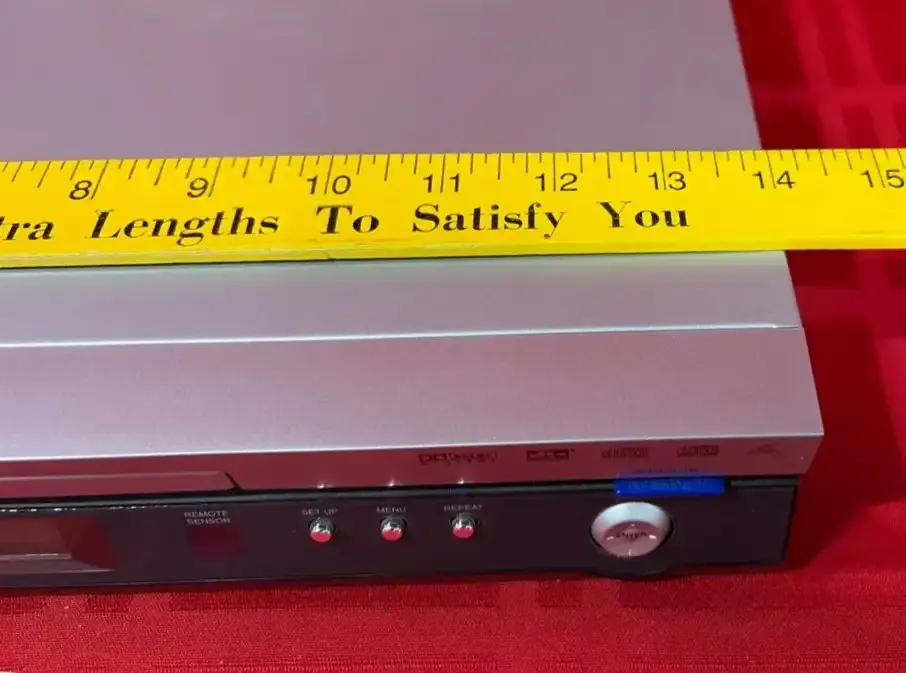 8 9 10 11 12 13 14 15
tra Lengths To Satisfy You
REMOTE
SENSOR
SET UP
MENU
REPEAT
ENTER